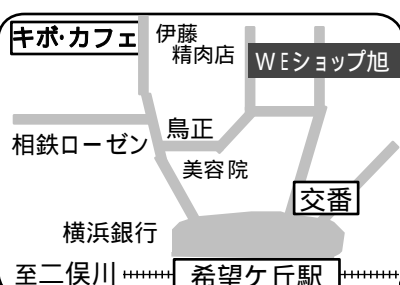 キボ・カフェ
伊藤
精肉店
WEショップ旭
相鉄ローゼン
鳥正
美容院
交番
横浜銀行
至二俣川
希望ケ丘駅